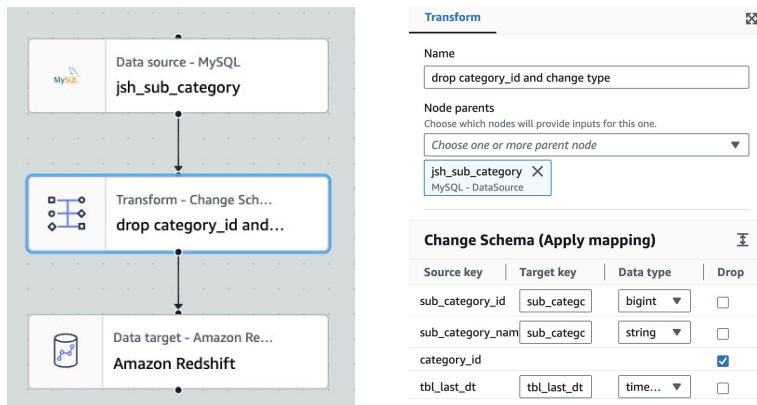 Data source - MySQL
MySQL
jsh_sub_category
Transform - Change Sch...
drop category_id and...
Data target - Amazon Re...
Amazon Redshift
Transform
Name
drop category_id and change type
Node parents
Choose which nodes will provide inputs for this one.
Choose one or more parent node
jsh_sub_category
MySQL - DataSource
Change Schema (Apply mapping)
Source key Target key Data type Drop
sub_category_id sub_categc bigint
sub_category_nam sub_categc string
category_id
tbl_last_dt tbl_last_dt time...